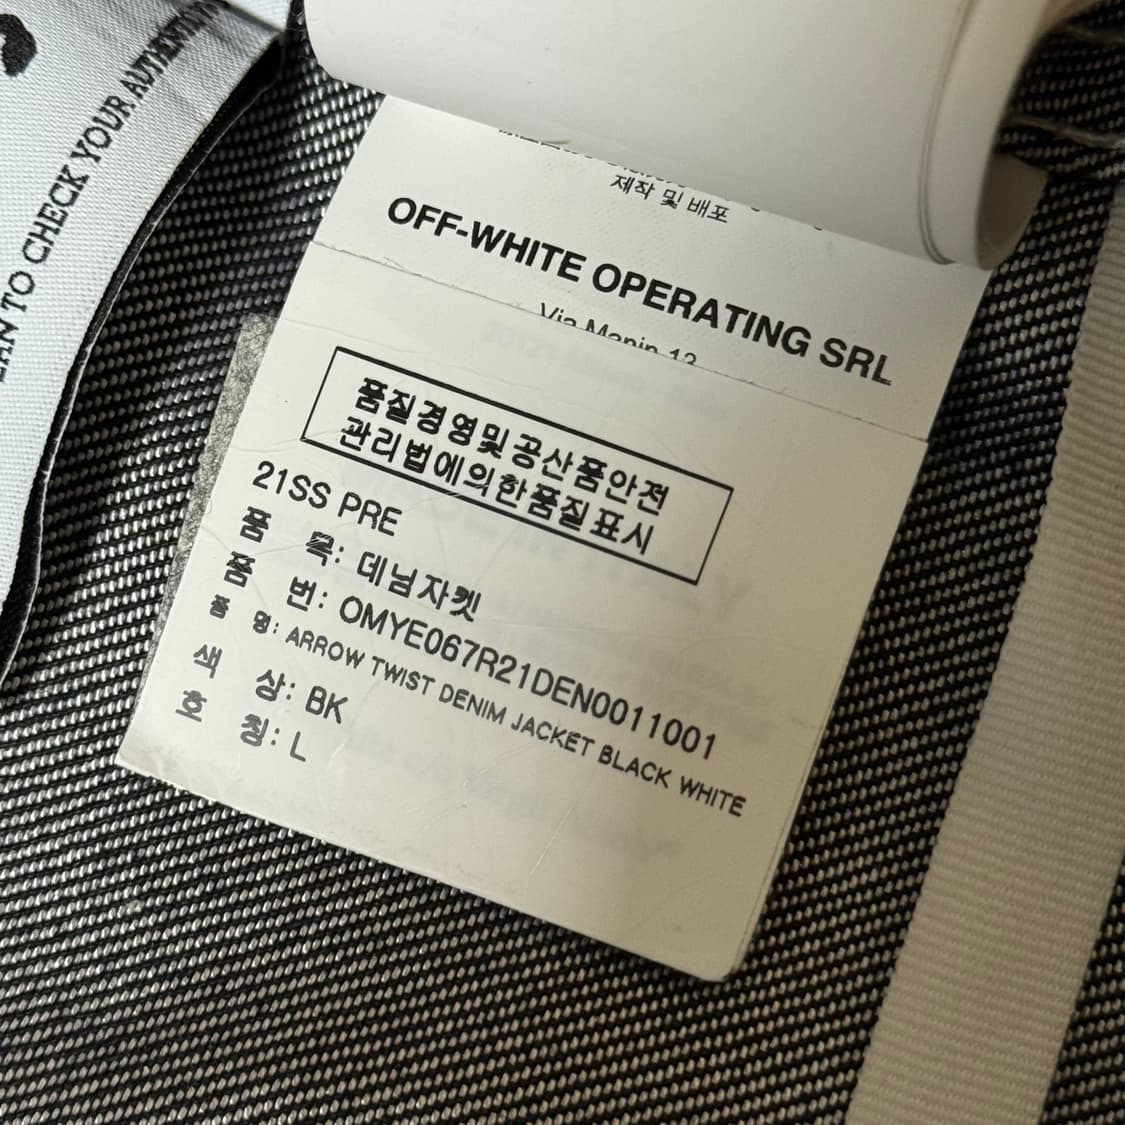 TO CHECK YOUR
제작 및 배포
OFF-WHITE OPERATING SRL
Via Manin 13
품질경영및공산품안전
관리법에의한품질표시
21SS PRE
품 목: 데님자켓
품 번: OMYE067R21DEN0011001
품 명: ARROW TWIST DENIM JACKET BLACK WHITE
색 상: BK
호 칭: L